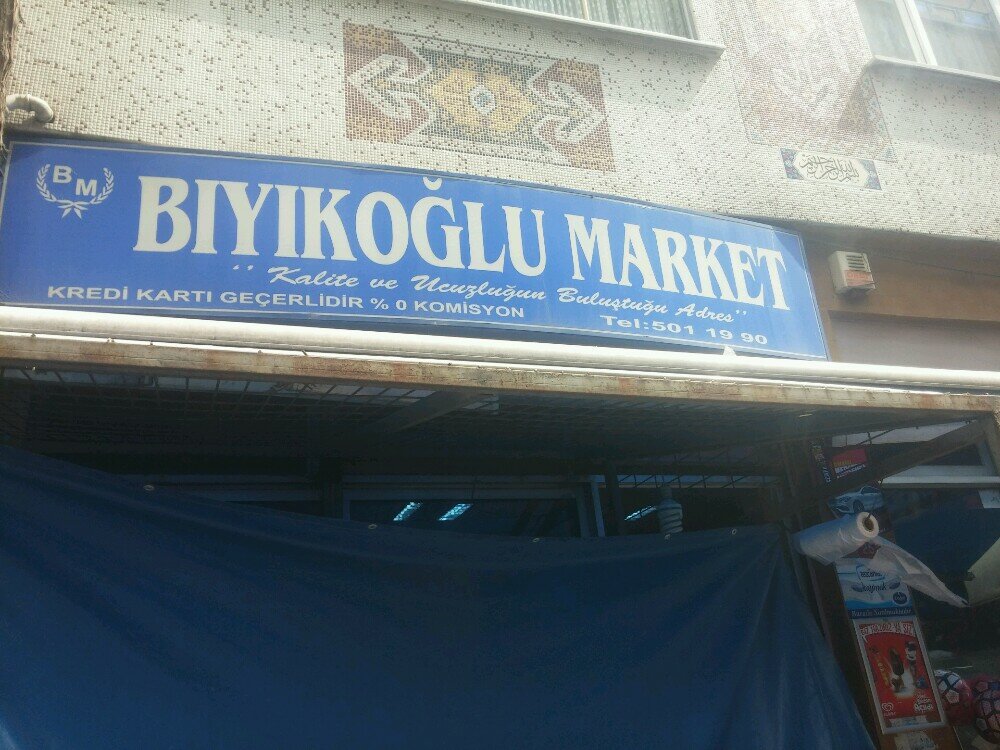 BM
BIYIKOĞLU MARKET
“Kalite ve Ucuzluğun Buluştuğu Adres”
KREDİ KARTI GEÇERLİDİR % 0 KOMİSYON
Tel:501 19 90
kaymak